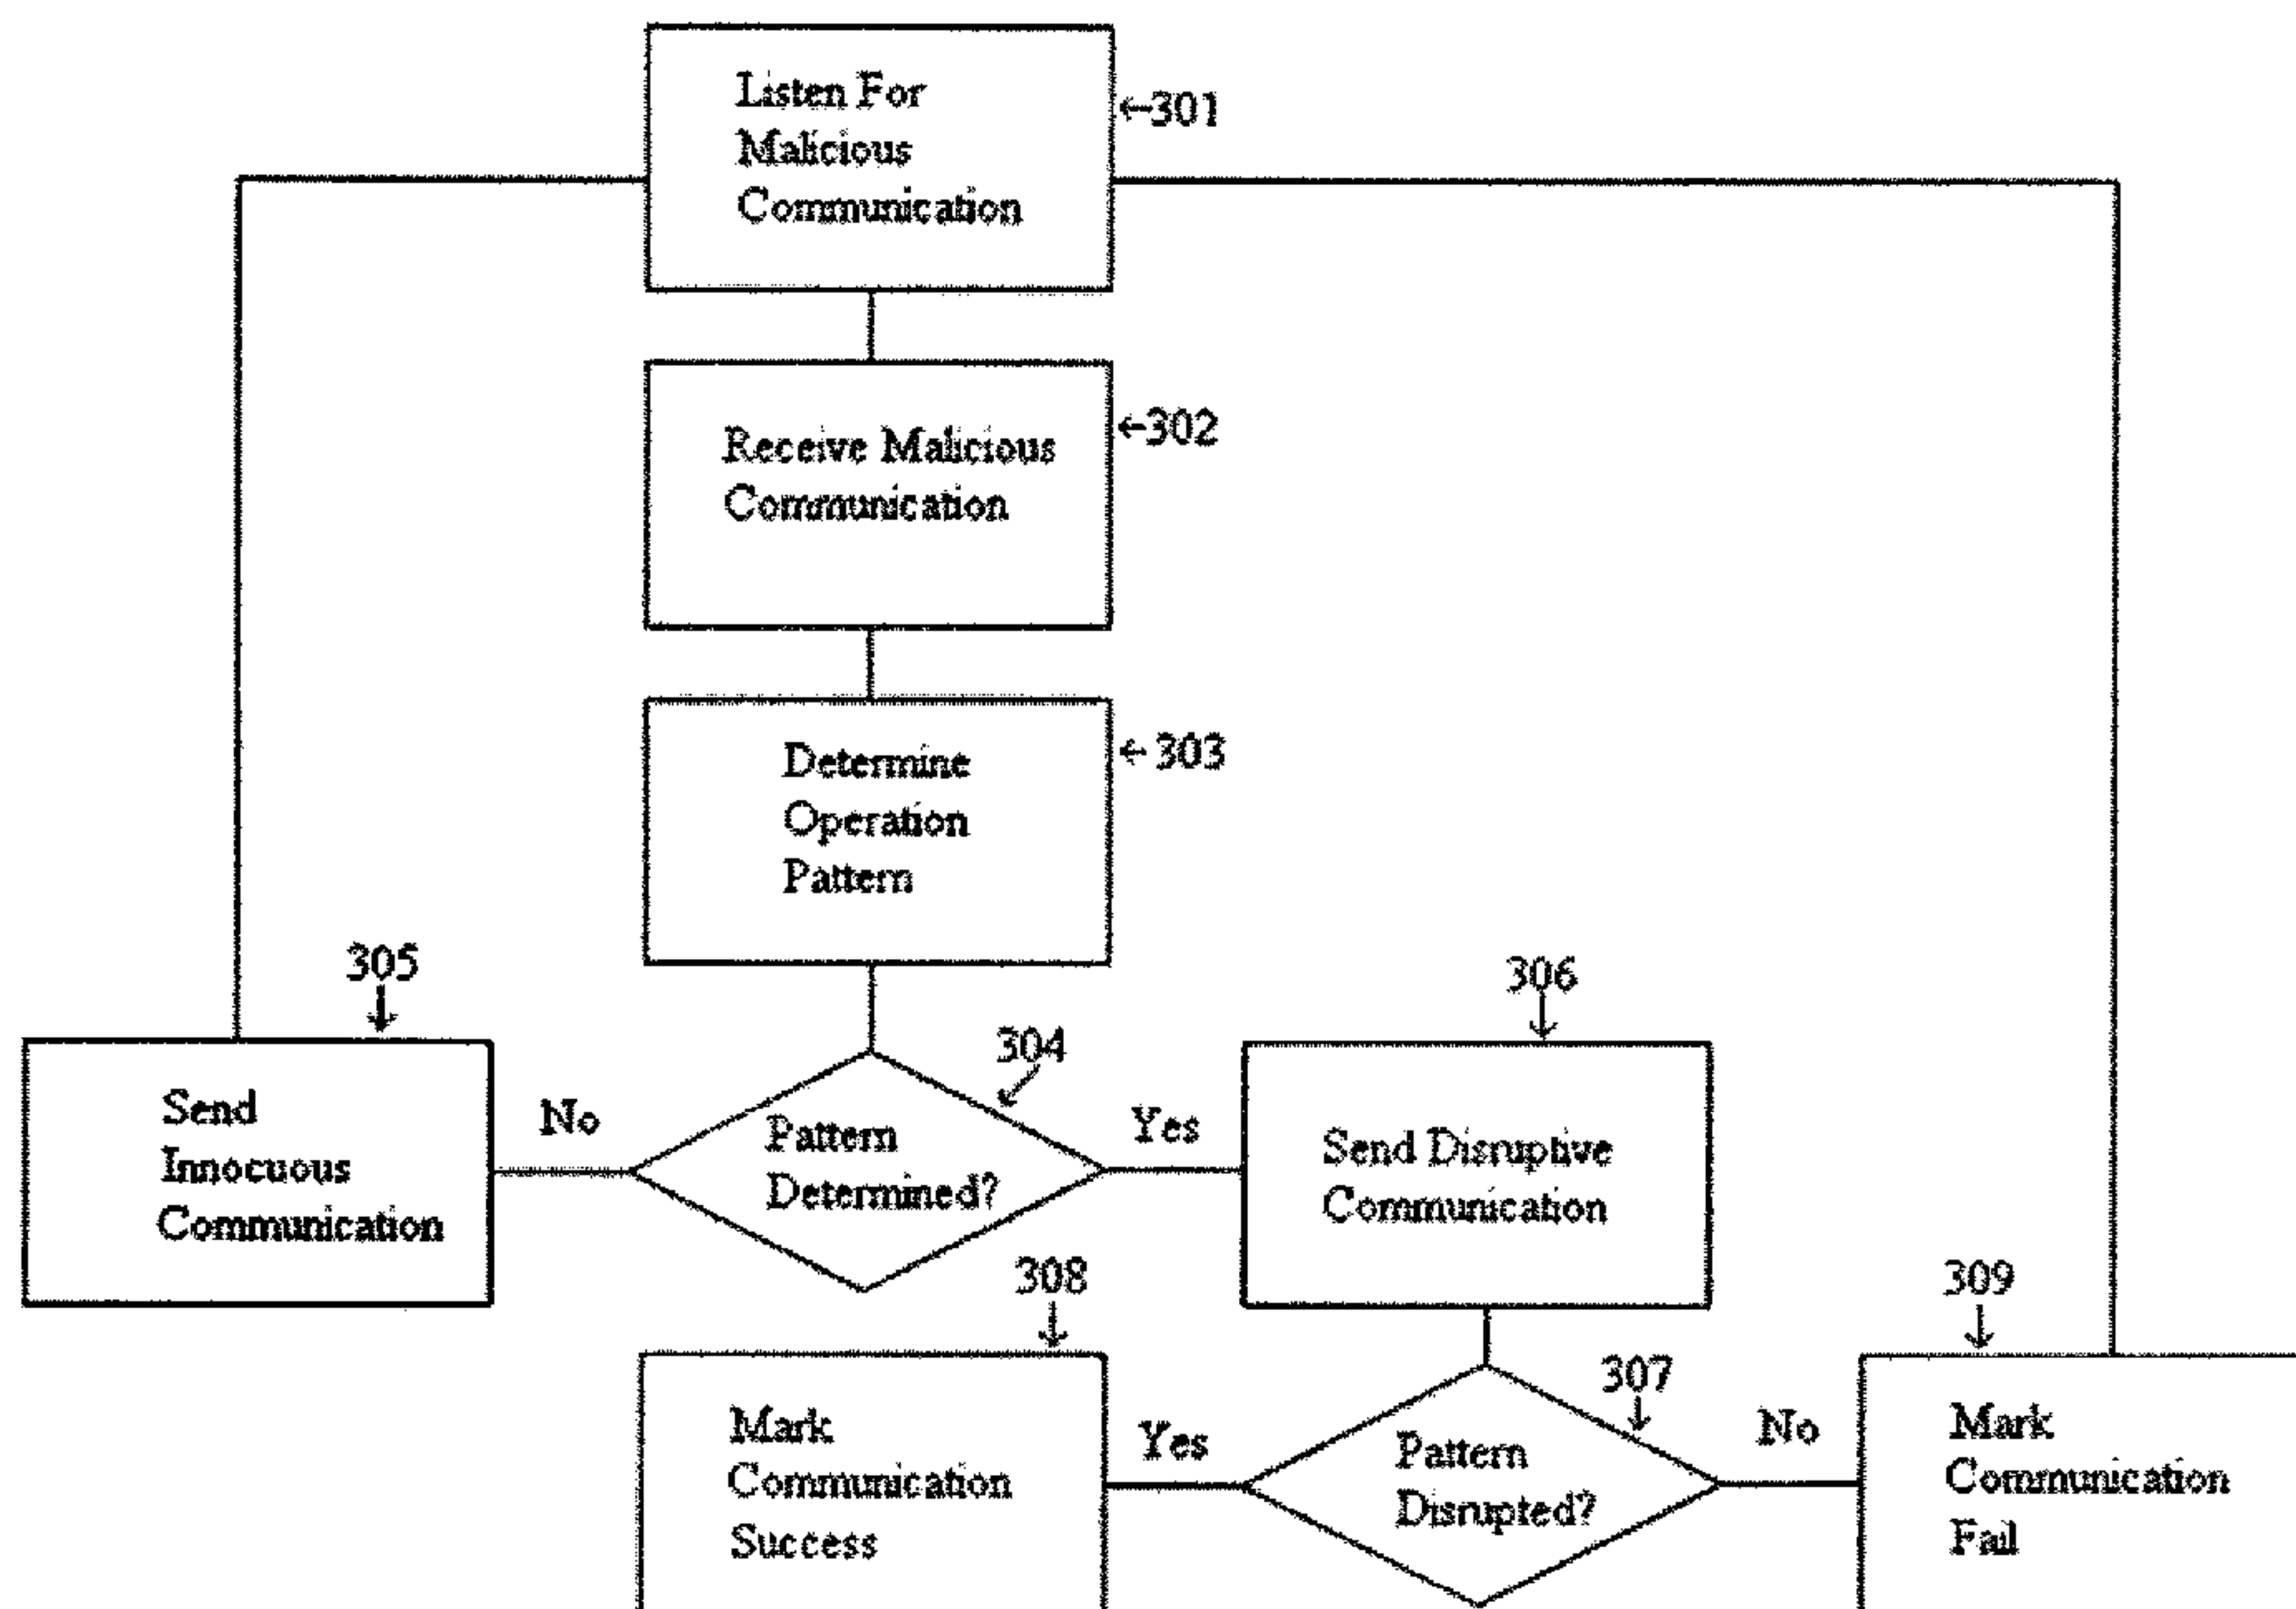 Listen For
Malicious
Communication
←301
Receive Malicious
Communication
←302
Determine
Operation
Pattern
←303
305
↓
306
↓
304
Send
Innocuous
Communication
No
Pattern
Determined?
Yes
Send Disruptive
Communication
308
↓
309
↓
307
↓
Mark
Communication
Success
Yes
Pattern
Disrupted?
No
Mark
Communication
Fail